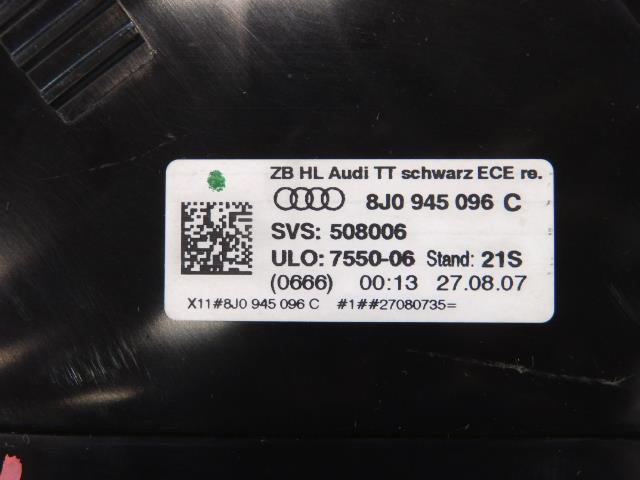 ZB HL Audi TT schwarz ECE re.
8J0 945 096 C
SVS: 508006
ULO: 7550-06 Stand: 21S
(0666) 00:13 27.08.07
X11#8J0 945 096 C #1##27080735=